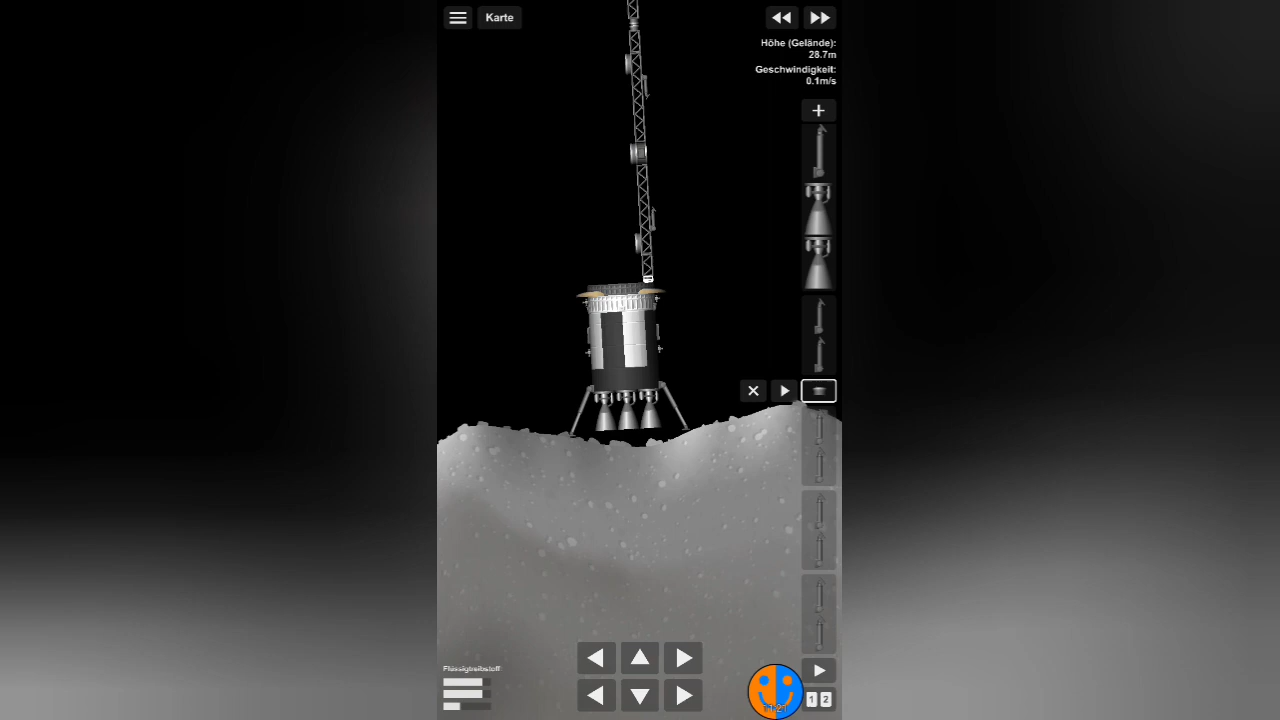 Karte
Höhe (Gelände):
28.7m
Geschwindigkeit:
0.1m/s
Flüssigtreibstoff:
1 2